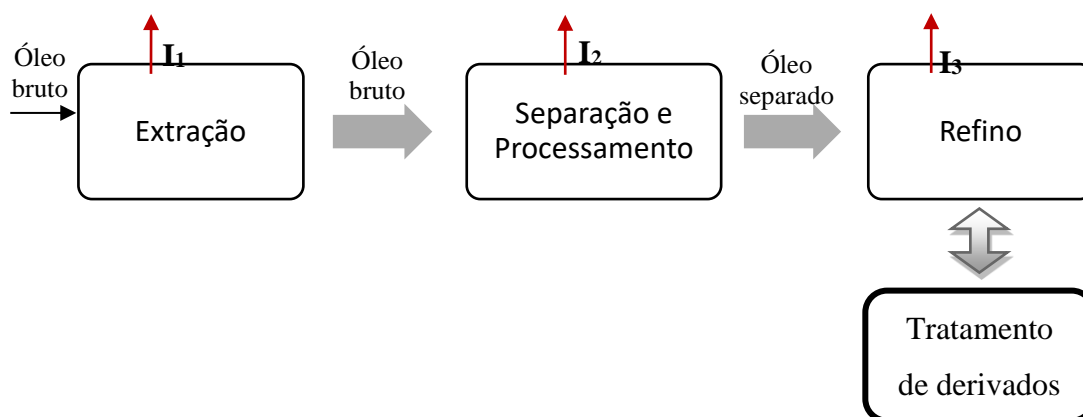 Óleo
bruto
I1
Extração
Óleo
bruto
I2
Separação e
Processamento
Óleo
separado
I3
Refino
Tratamento
de derivados